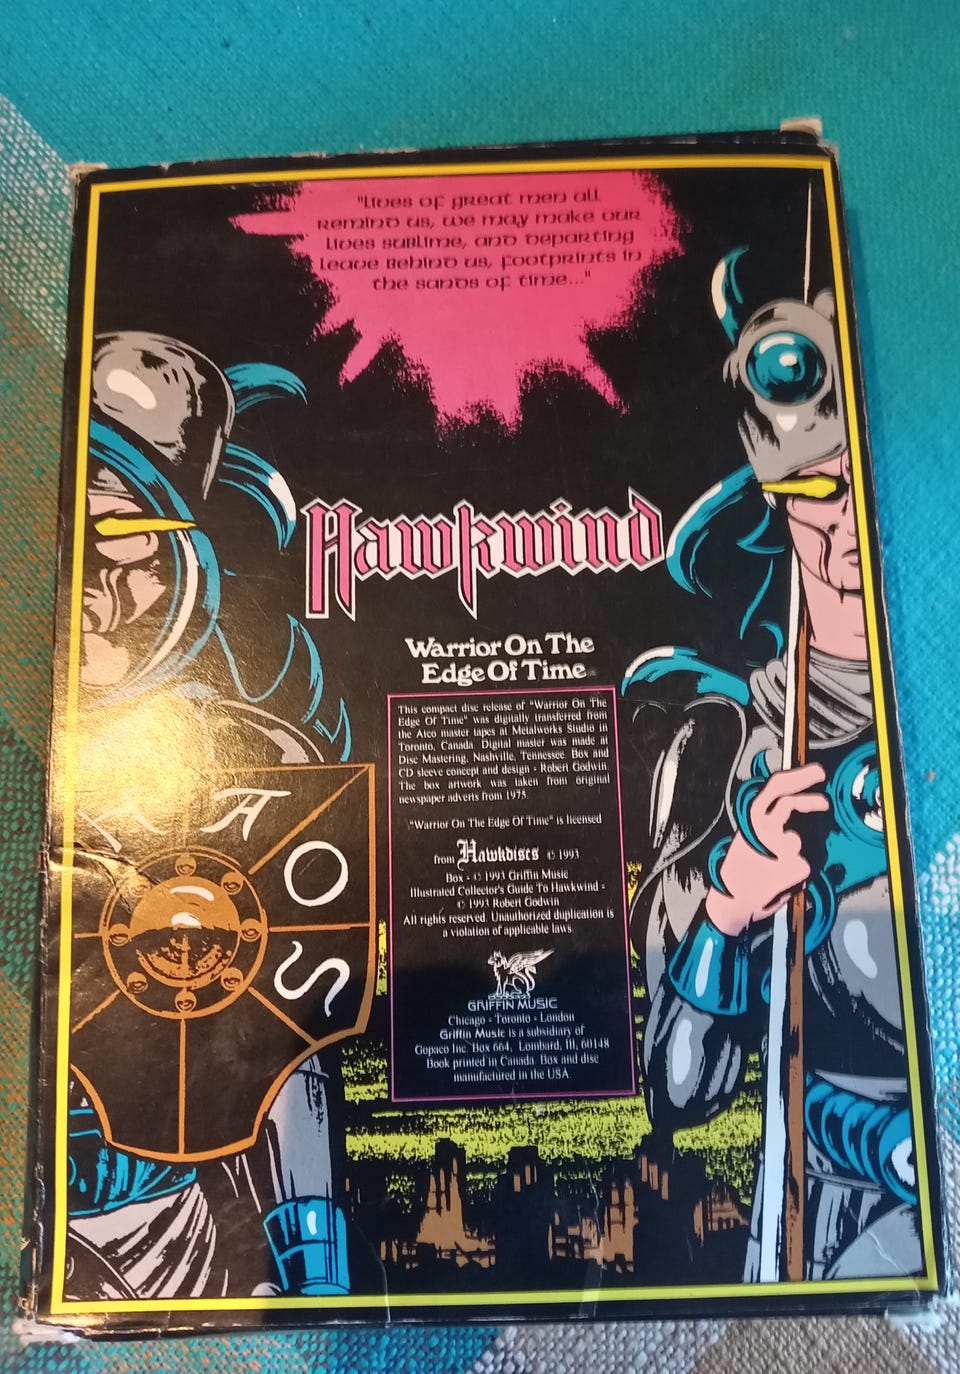 "Lives of great men all
remind us, we may make our
lives sublime, and departing
leave behind us, footprints in
the sands of time..."
Hawkwind
Warrior On The
Edge Of Time
This compact disc release of "Warrior On The
Edge Of Time" was digitally transferred from
the Atco master tapes at Metalworks Studio in
Toronto, Canada. Digital master was made at
Disc Mastering, Nashville, Tennessee. Box and
CD sleeve concept and design - Robert Godwin.
The box artwork was taken from original
newspaper adverts from 1975.
"Warrior On The Edge Of Time" is licensed
from Hawkdiscs © 1993
Box - © 1993 Griffin Music
Illustrated Collector's Guide To Hawkwind -
© 1993 Robert Godwin
All rights reserved. Unauthorized duplication is
a violation of applicable laws.
GRIFFIN MUSIC
Chicago - Toronto - London
Griffin Music is a subsidiary of
Gopaco Inc. Box 664, Lombard, Ill, 60148
Book printed in Canada. Box and disc
manufactured in the USA.
A
O
S